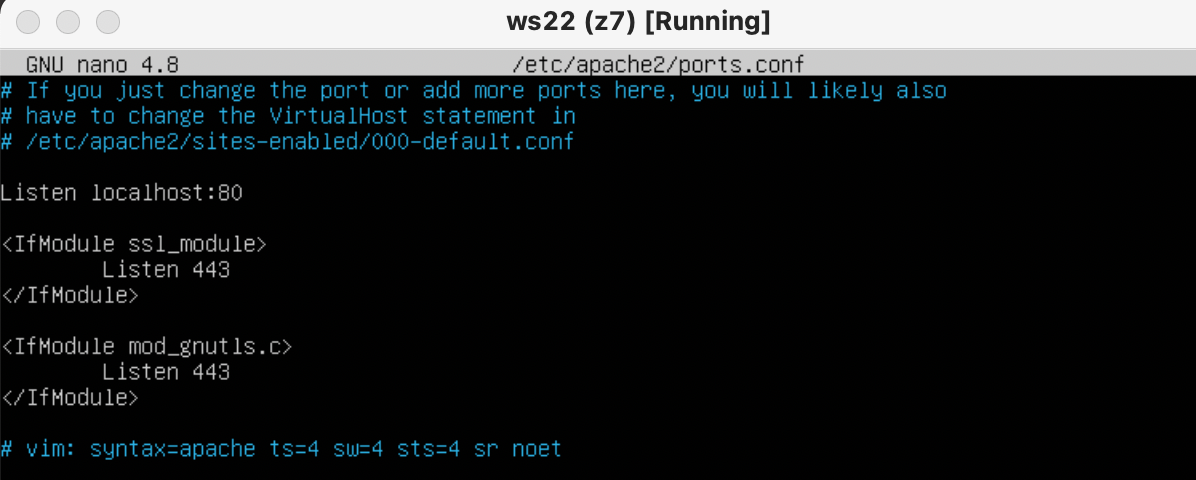 ws22 (z7) [Running]
GNU nano 4.8 /etc/apache2/ports.conf
# If you just change the port or add more ports here, you will likely also
# have to change the VirtualHost statement in
# /etc/apache2/sites-enabled/000-default.conf
Listen localhost:80
<IfModule ssl_module>
Listen 443
</IfModule>
<IfModule mod_gnutls.c>
Listen 443
</IfModule>
# vim: syntax=apache ts=4 sw=4 sts=4 sr noet